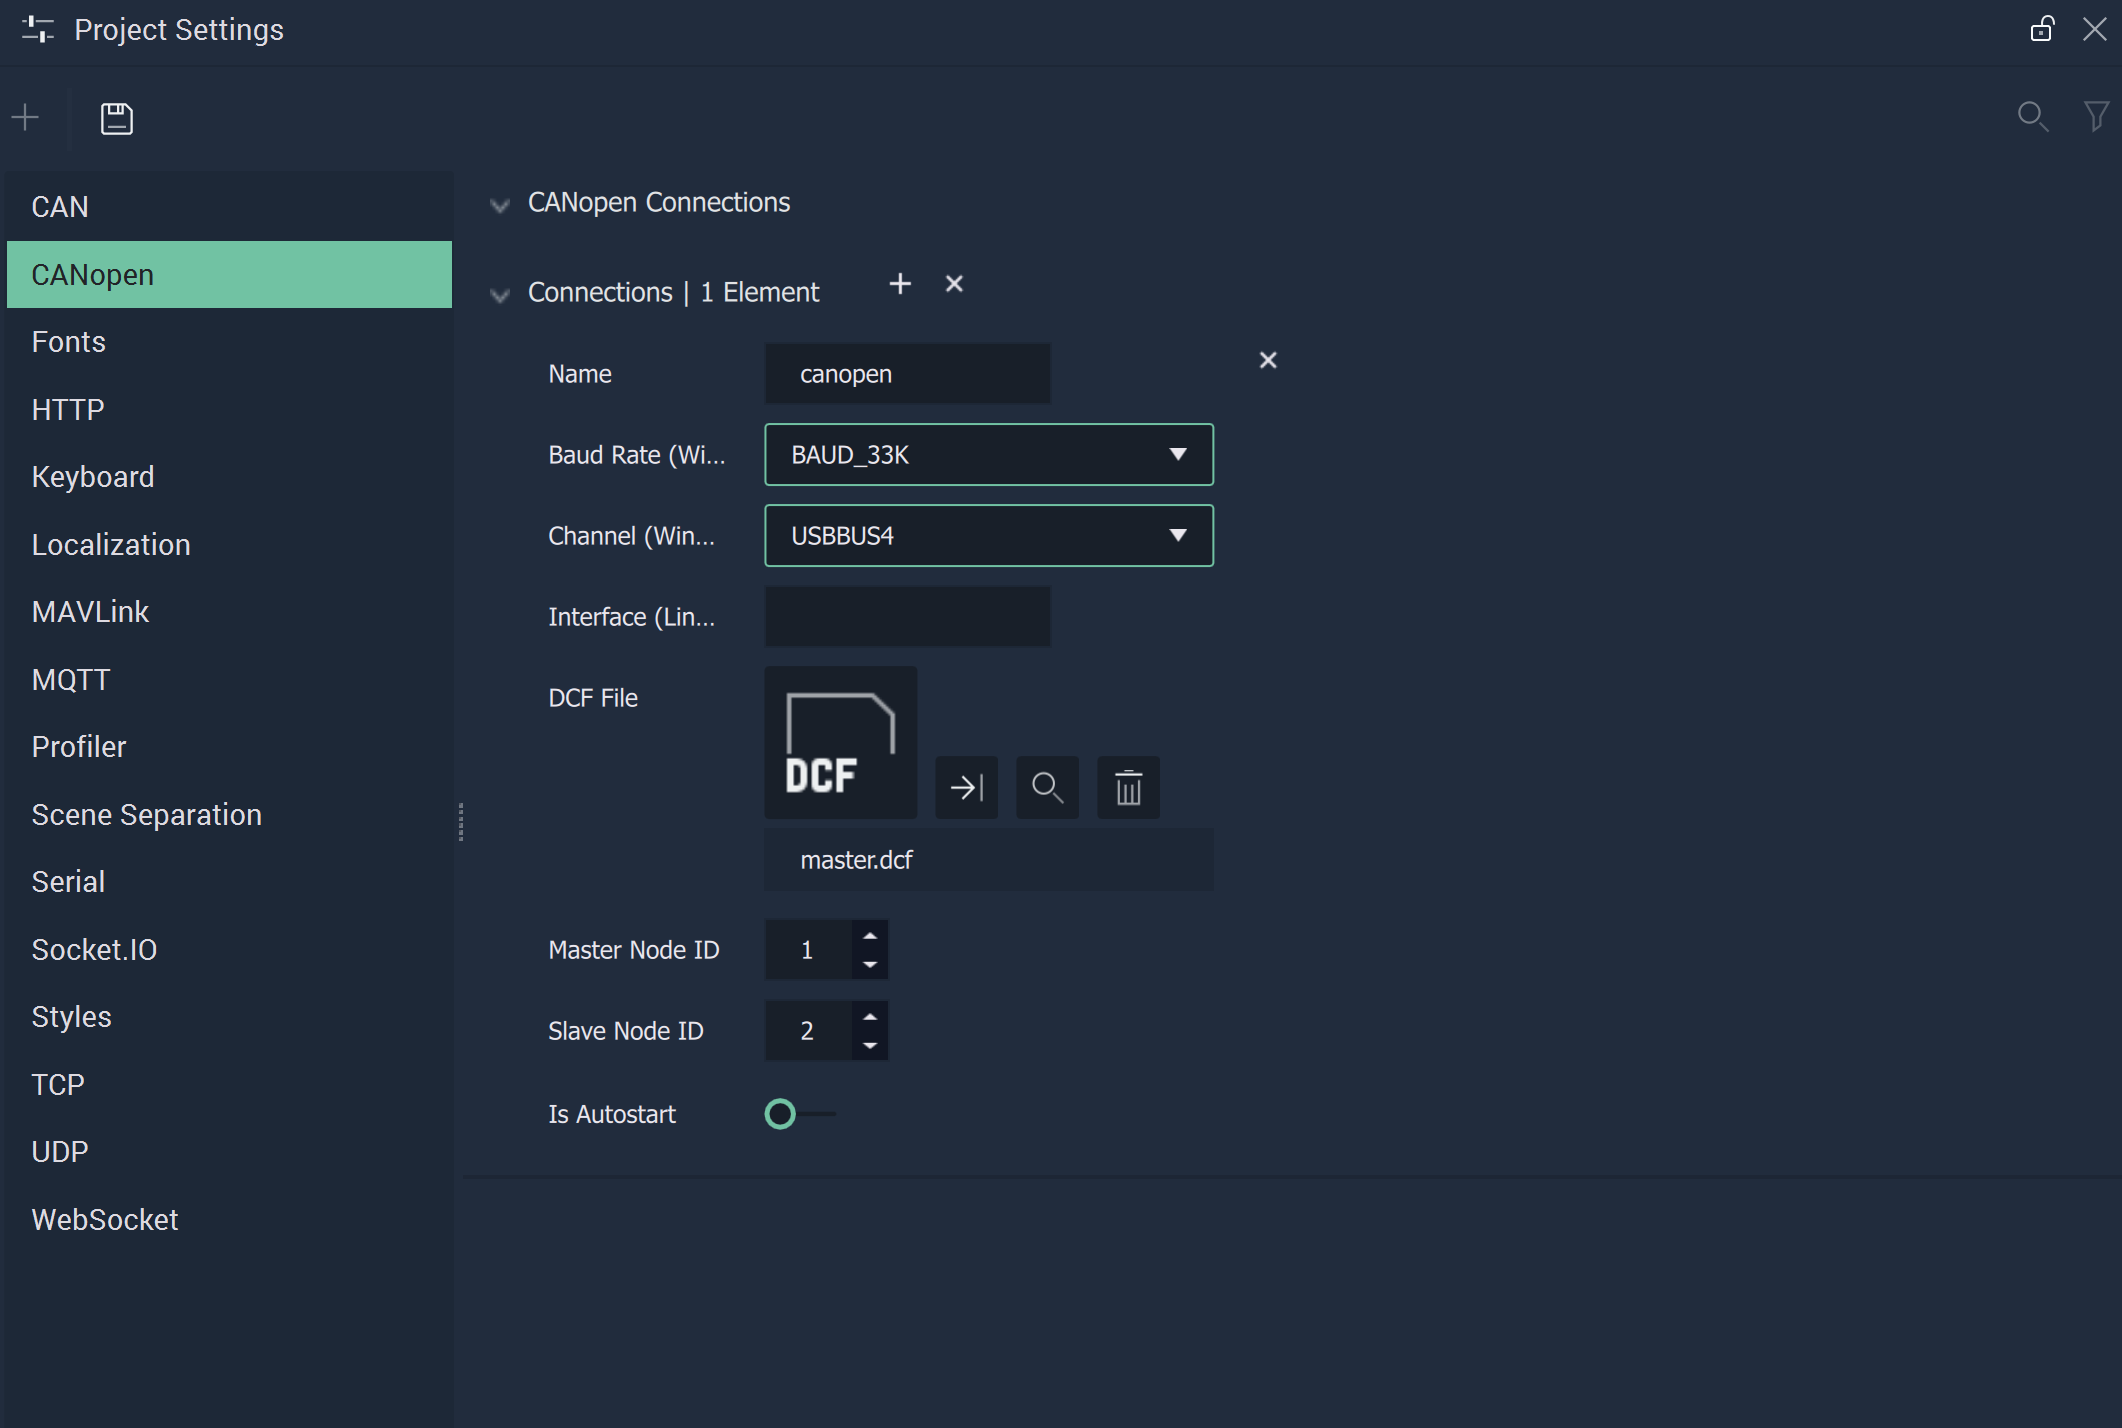 Project Settings
CAN
CANopen
Fonts
HTTP
Keyboard
Localization
MAVLink
MQTT
Profiler
Scene Separation
Serial
Socket.IO
Styles
TCP
UDP
WebSocket
CANopen Connections
Connections | 1 Element
Name canopen
Baud Rate (Wi... BAUD_33K
Channel (Win... USBBUS4
Interface (Lin...
DCF File
DCF
master.dcf
Master Node ID 1
Slave Node ID 2
Is Autostart